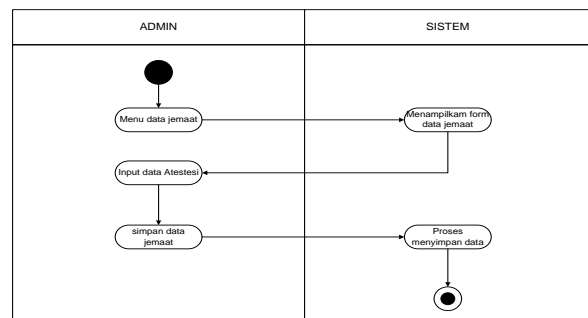 ADMIN
SISTEM
Menu data jemaat
Menampilkam form
data jemaat
Input data Atestesi
simpan data
jemaat
Proses
menyimpan data